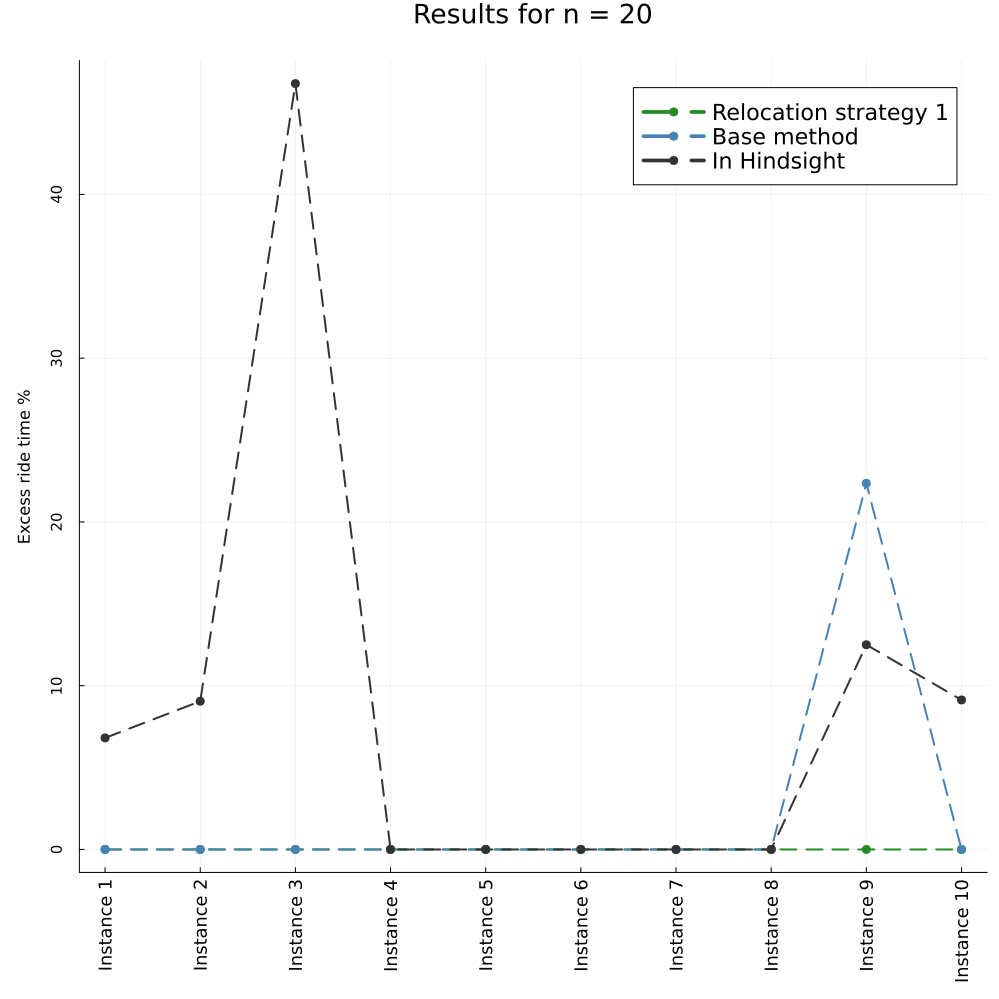 Results for n = 20
Relocation strategy 1
Base method
In Hindsight
Excess ride time %
40
30
20
10
0
Instance 1
Instance 2
Instance 3
Instance 4
Instance 5
Instance 6
Instance 7
Instance 8
Instance 9
Instance 10